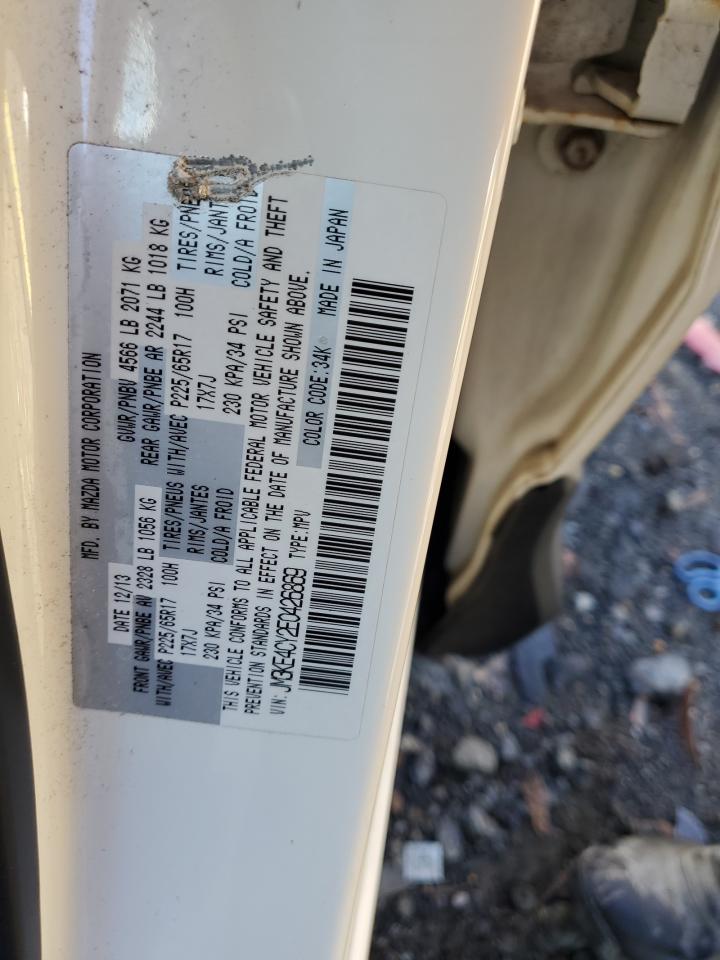 MFD. BY MAZDA MOTOR CORPORATION
DATE 12/13 GVWR/PNBV 4566 LB 2071 KG
FRONT GAWR/PNBE AV 2328 LB 1056 KG REAR GAWR/PNBE AR 2244 LB 1018 KG
WITH/AVEC P225/65R17 100H TIRES/PNEUS WITH/AVEC P225/65R17 100H TIRES/PNE
17X7J RIMS/JANTES 17X7J RIMS/JANT
230 KPA/34 PSI COLD/A FROID 230 KPA/34 PSI COLD/A FROID
THIS VEHICLE CONFORMS TO ALL APPLICABLE FEDERAL MOTOR VEHICLE SAFETY AND THEFT
PREVENTION STANDARDS IN EFFECT ON THE DATE OF MANUFACTURE SHOWN ABOVE.
VIN: JM3KE4CY2E0426869 TYPE:MPV COLOR CODE:34K MADE IN JAPAN